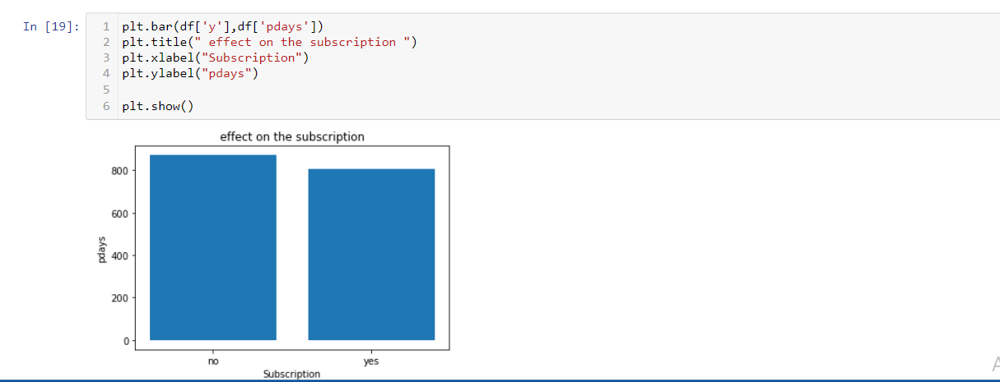 In [19]:
1 plt.bar(df['y'],df['pdays'])
2 plt.title(" effect on the subscription ")
3 plt.xlabel("Subscription")
4 plt.ylabel("pdays")
5
6 plt.show()
effect on the subscription
800
600
400
200
0
pdays
no yes
Subscription